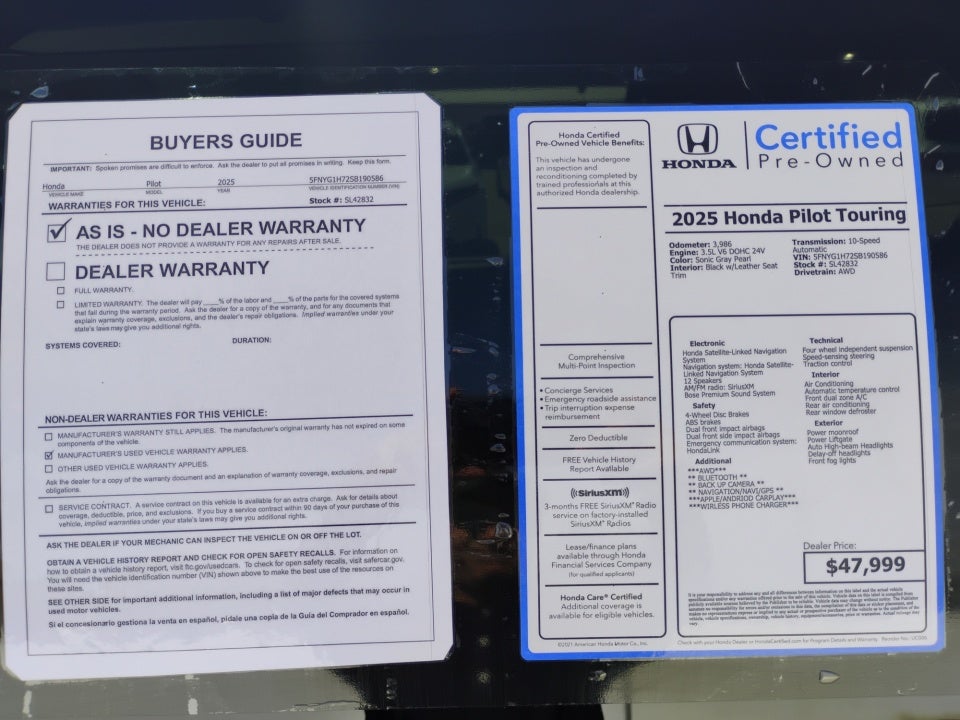 BUYERS GUIDE
IMPORTANT: Spoken promises are difficult to enforce. Ask the dealer to put all promises in writing. Keep this form.
Honda Pilot 2025 5FNYG1H72SB190586
VEHICLE MAKE MODEL YEAR VEHICLE IDENTIFICATION NUMBER (VIN)
WARRANTIES FOR THIS VEHICLE: Stock #: SL42832
AS IS - NO DEALER WARRANTY
THE DEALER DOES NOT PROVIDE A WARRANTY FOR ANY REPAIRS AFTER SALE.
DEALER WARRANTY
FULL WARRANTY.
LIMITED WARRANTY. The dealer will pay ____% of the labor and ____% of the parts for the covered systems
that fail during the warranty period. Ask the dealer for a copy of the warranty, and for any documents that
explain warranty coverage, exclusions, and the dealer's repair obligations. Implied warranties under your
state's laws may give you additional rights.
SYSTEMS COVERED: DURATION:
NON-DEALER WARRANTIES FOR THIS VEHICLE:
MANUFACTURER'S WARRANTY STILL APPLIES. The manufacturer's original warranty has not expired on some
components of the vehicle.
MANUFACTURER'S USED VEHICLE WARRANTY APPLIES.
OTHER USED VEHICLE WARRANTY APPLIES.
Ask the dealer for a copy of the warranty document and an explanation of warranty coverage, exclusions, and repair
obligations.
SERVICE CONTRACT. A service contract on this vehicle is available for an extra charge. Ask for details about
coverage, deductible, price, and exclusions. If you buy a service contract within 90 days of your purchase of this
vehicle, implied warranties under your state's laws may give you additional rights.
ASK THE DEALER IF YOUR MECHANIC CAN INSPECT THE VEHICLE ON OR OFF THE LOT.
OBTAIN A VEHICLE HISTORY REPORT AND CHECK FOR OPEN SAFETY RECALLS. For information on
how to obtain a vehicle history report, visit ftc.gov/usedcars. To check for open safety recalls, visit safercar.gov.
You will need the vehicle identification number (VIN) shown above to make the best use of the resources on
these sites.
SEE OTHER SIDE for important additional information, including a list of major defects that may occur in
used motor vehicles.
Si el concesionario gestiona la venta en español, pídale una copia de la Guía del Comprador en español.
Honda Certified
Pre-Owned Vehicle Benefits:
This vehicle has undergone
an inspection and
reconditioning completed by
trained professionals at this
authorized Honda dealership.
Comprehensive
Multi-Point Inspection
• Concierge Services
• Emergency roadside assistance
• Trip interruption expense
reimbursement
Zero Deductible
FREE Vehicle History
Report Available
((SiriusXM))
3-months FREE SiriusXM® Radio
service on factory-installed
SiriusXM® Radios
Lease/finance plans
available through Honda
Financial Services Company
(for qualified applicants)
Honda Care® Certified
Additional coverage is
available for eligible vehicles.
©2021 American Honda Motor Co., Inc.
HONDA
Certified
Pre-Owned
2025 Honda Pilot Touring
Odometer: 3,986
Engine: 3.5L V6 DOHC 24V
Color: Sonic Gray Pearl
Interior: Black w/Leather Seat
Trim
Transmission: 10-Speed
Automatic
VIN: 5FNYG1H72SB190586
Stock #: SL42832
Drivetrain: AWD
Electronic
Honda Satellite-Linked Navigation
System
Navigation system: Honda Satellite-
Linked Navigation System
12 Speakers
AM/FM radio: SiriusXM
Bose Premium Sound System
Safety
4-Wheel Disc Brakes
ABS brakes
Dual front impact airbags
Dual front side impact airbags
Emergency communication system:
HondaLink
Additional
***AWD***
** BLUETOOTH **
** BACK UP CAMERA **
** NAVIGATION/NAVI/GPS **
***APPLE/ANDRIOD CARPLAY***
***WIRLESS PHONE CHARGER***
Technical
Four wheel independent suspension
Speed-sensing steering
Traction control
Interior
Air Conditioning
Automatic temperature control
Front dual zone A/C
Rear air conditioning
Rear window defroster
Exterior
Power moonroof
Power Liftgate
Auto High-beam Headlights
Delay-off headlights
Front fog lights
Dealer Price:
$47,999
Check with your Honda Dealer or HondaCertified.com for Program Details and Warranty. Reorder No.: UC006